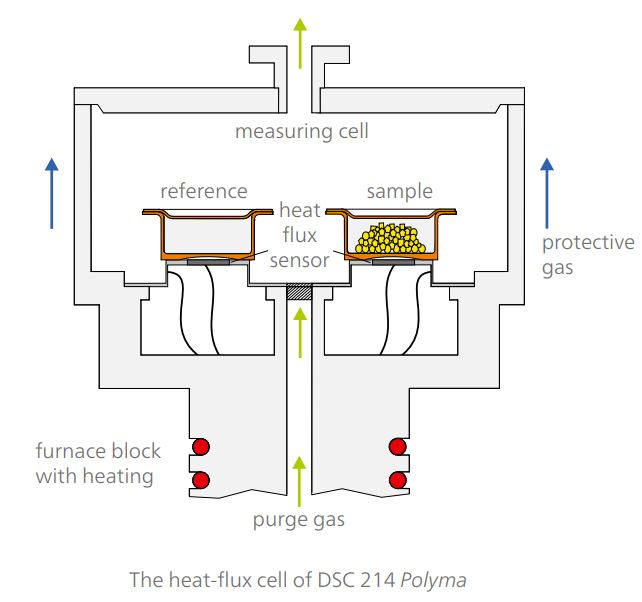 measuring cell
reference
sample
heat
flux
sensor
protective
gas
furnace block
with heating
purge gas
The heat-flux cell of DSC 214 Polyma